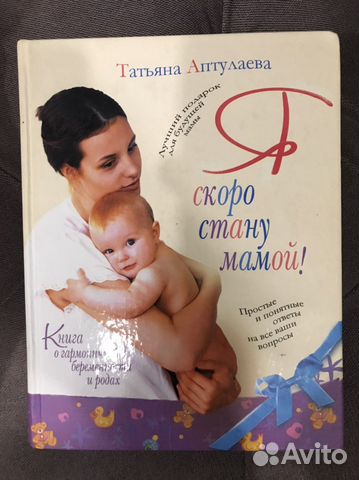 Татьяна Аптулаева
Лучший подарок
для будущей
мамы
Я
скоро
стану
мамой!
Простые
и понятные
ответы
на все ваши
вопросы
Книга
о гармоничной
беременности
и родах
Avito